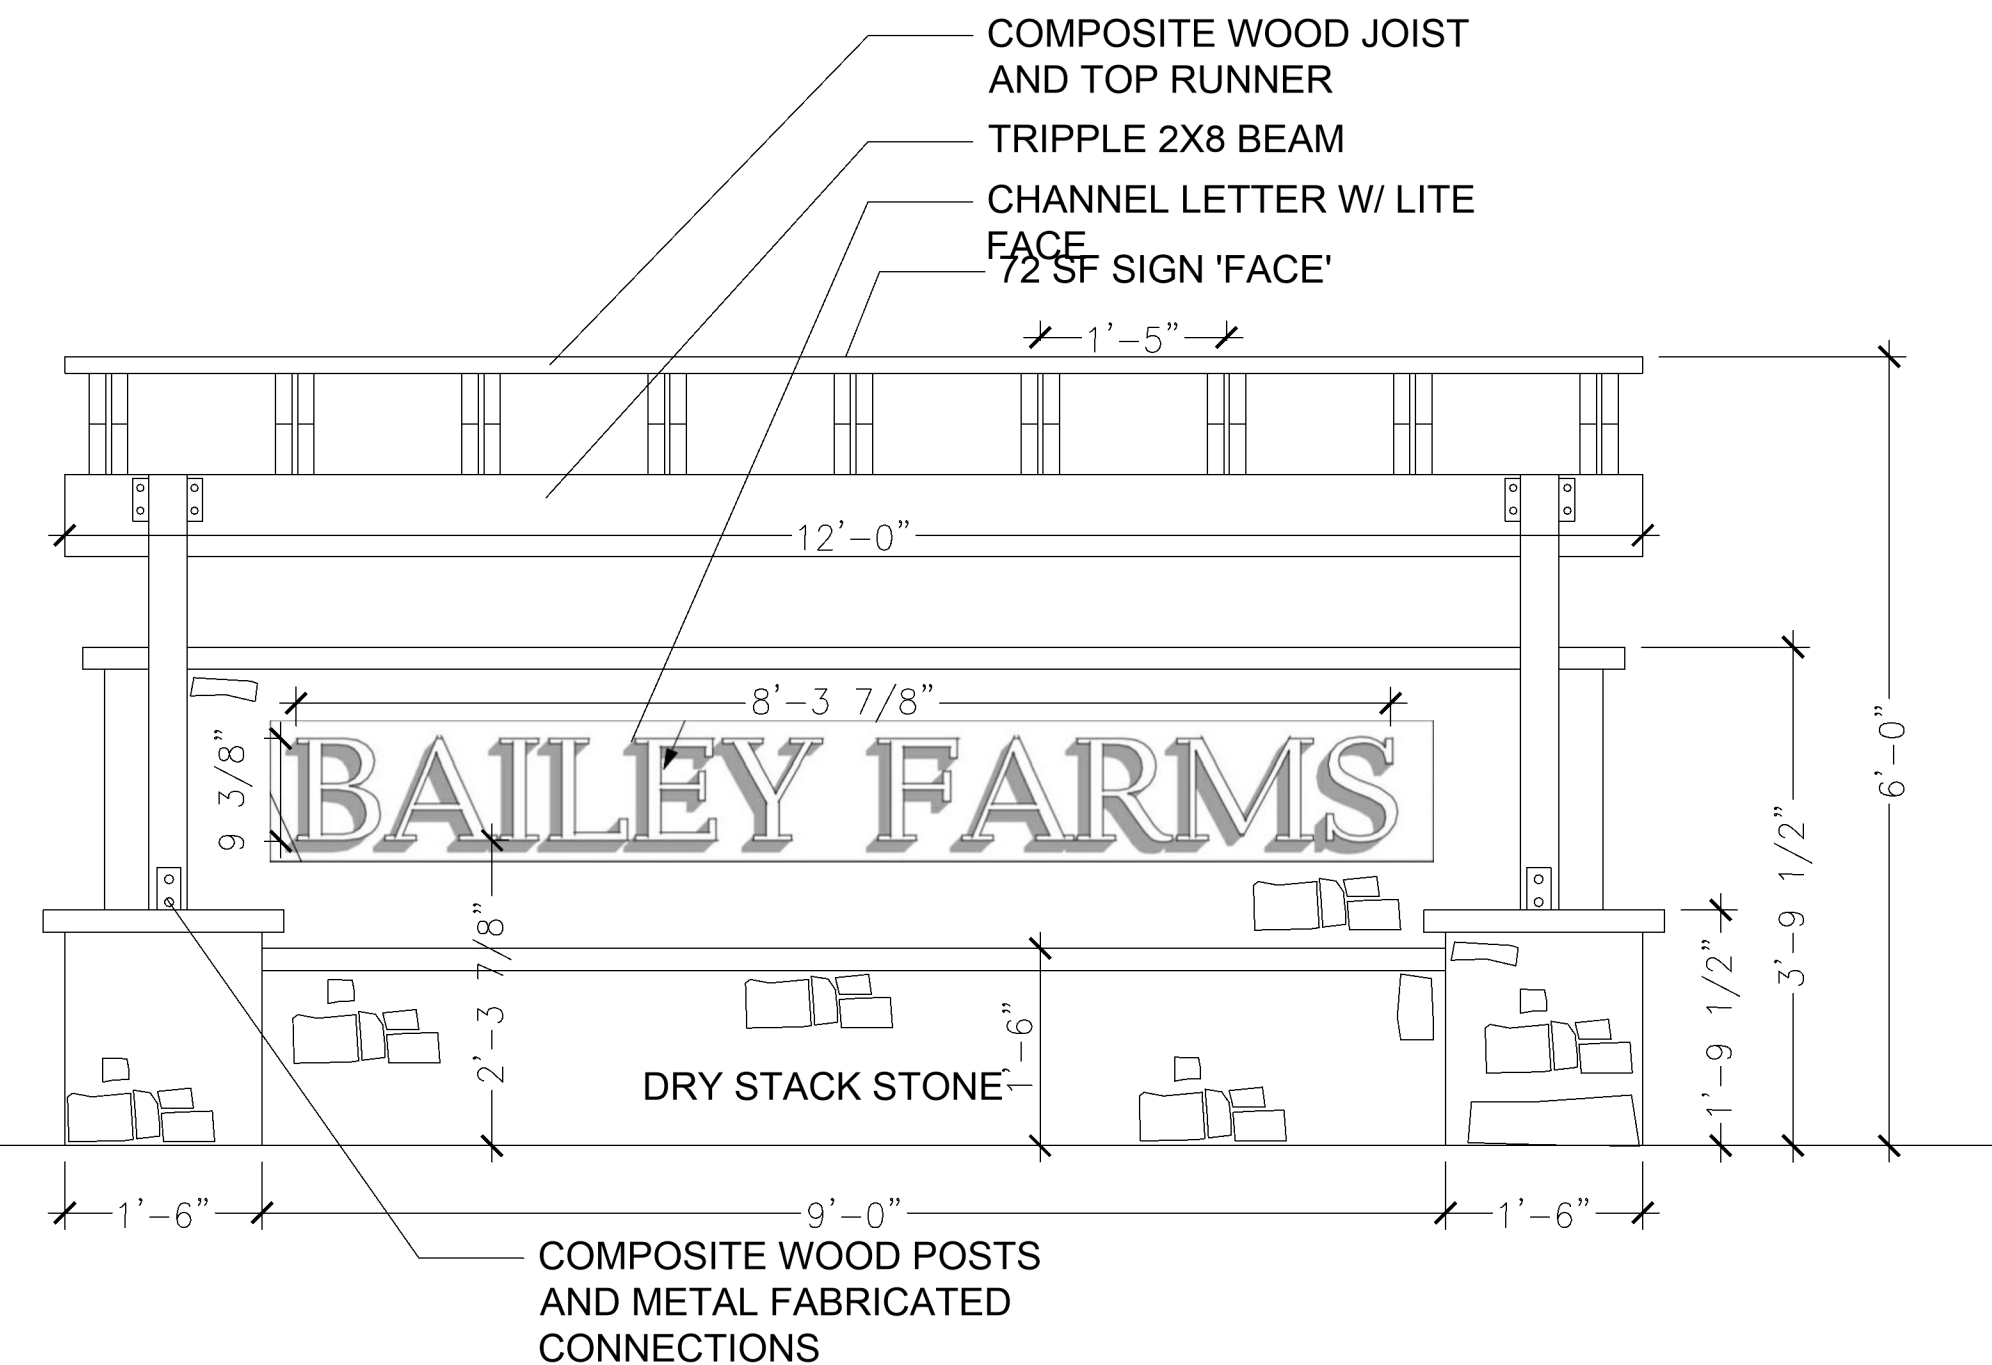 COMPOSITE WOOD JOIST
AND TOP RUNNER
TRIPPLE 2X8 BEAM
CHANNEL LETTER W/ LITE
FACE
72 SF SIGN 'FACE'
1'-5"
12'-0"
8'-3 7/8"
9 3/8"
BAILEY FARMS
6'-0"
3'-9 1/2"
1'-9 1/2"
2'-3 7/8"
1'-6"
DRY STACK STONE
1'-6"
9'-0"
1'-6"
COMPOSITE WOOD POSTS
AND METAL FABRICATED
CONNECTIONS